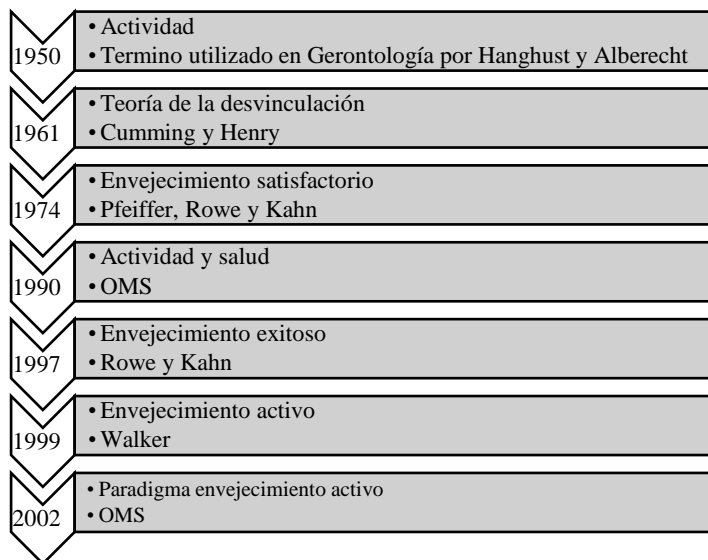 1950
• Actividad
• Termino utilizado en Gerontología por Hanghust y Alberecht
1961
• Teoría de la desvinculación
• Cumming y Henry
1974
• Envejecimiento satisfactorio
• Pfeiffer, Rowe y Kahn
1990
• Actividad y salud
• OMS
1997
• Envejecimiento exitoso
• Rowe y Kahn
1999
• Envejecimiento activo
• Walker
2002
• Paradigma envejecimiento activo
• OMS